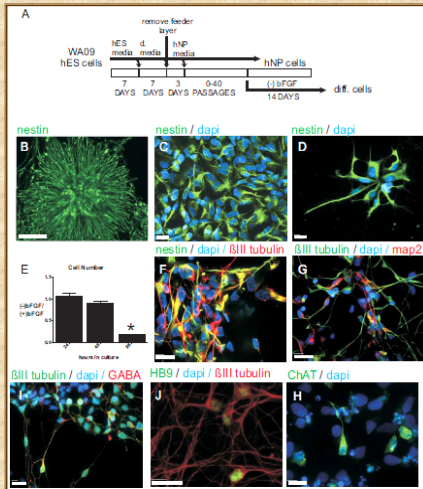 A
remove feeder
layer
WA09
hES cells
hES
media
d.
media
hNP
media
hNP cells
7
DAYS
7
DAYS
3
DAYS
0-40
PASSAGES
(-) bFGF
14 DAYS
diff. cells
nestin
nestin / dapi
nestin / dapi
B
C
D
E
Cell Number
(-)bFGF/
(+)bFGF
*
hours in culture
nestin / dapi / ßIII tubulin
ßIII tubulin / dapi / map2
F
G
ßIII tubulin / dapi / GABA
HB9 / dapi / ßIII tubulin
ChAT / dapi
I
J
H